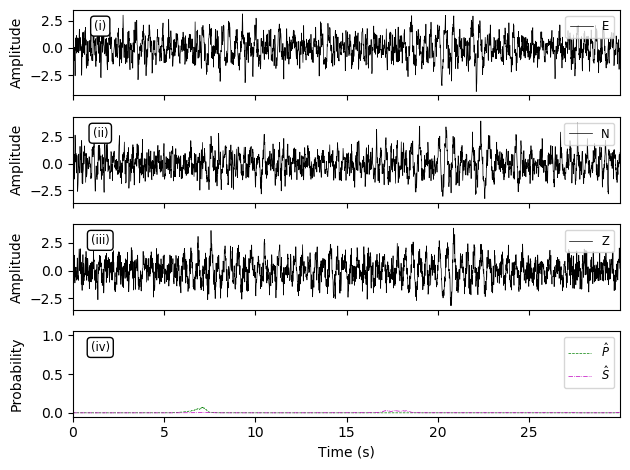 Amplitude
2.5
0.0
−2.5
(i)
E
Amplitude
2.5
0.0
−2.5
(ii)
N
Amplitude
2.5
0.0
−2.5
(iii)
Z
Probability
1.0
0.5
0.0
(iv)
P̂
Ŝ
0 5 10 15 20 25
Time (s)